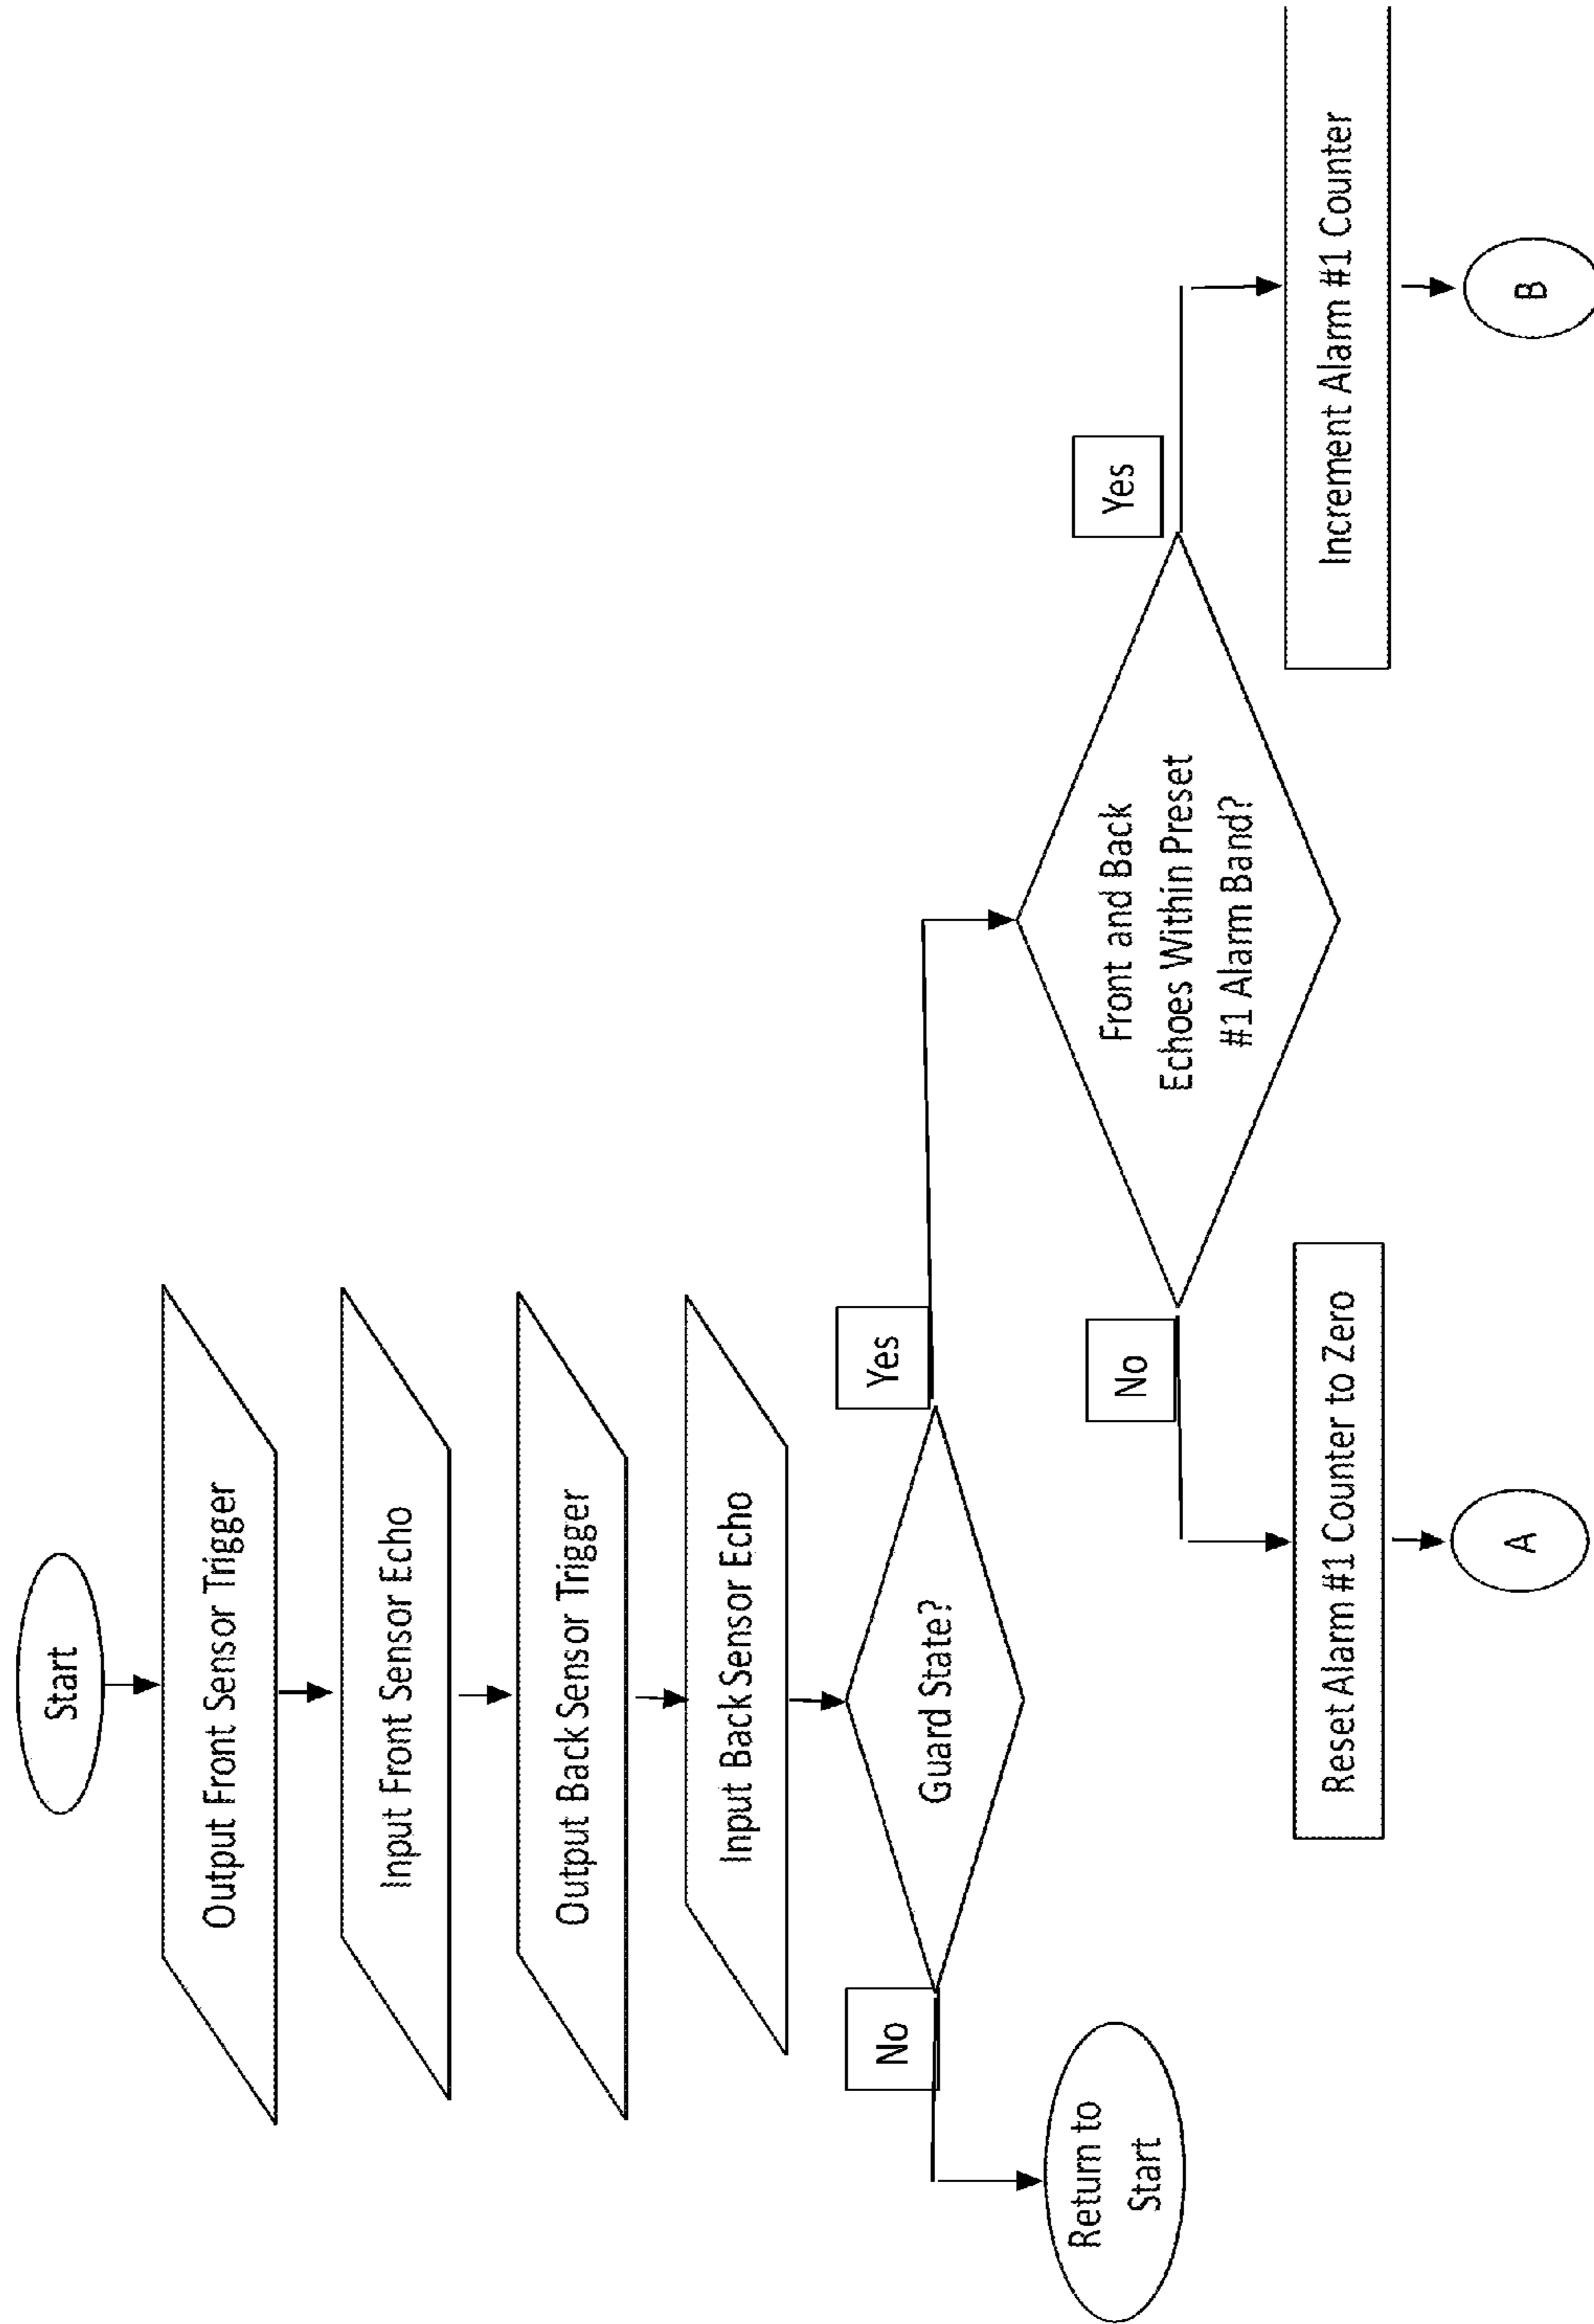 Start
Output Front Sensor Trigger
Input Front Sensor Echo
Output Back Sensor Trigger
Input Back Sensor Echo
Guard State?
No
Yes
Return to
Start
Front and Back
Echoes Within Preset
#1 Alarm Band?
No
Yes
Reset Alarm #1 Counter to Zero
Increment Alarm #1 Counter
A
B